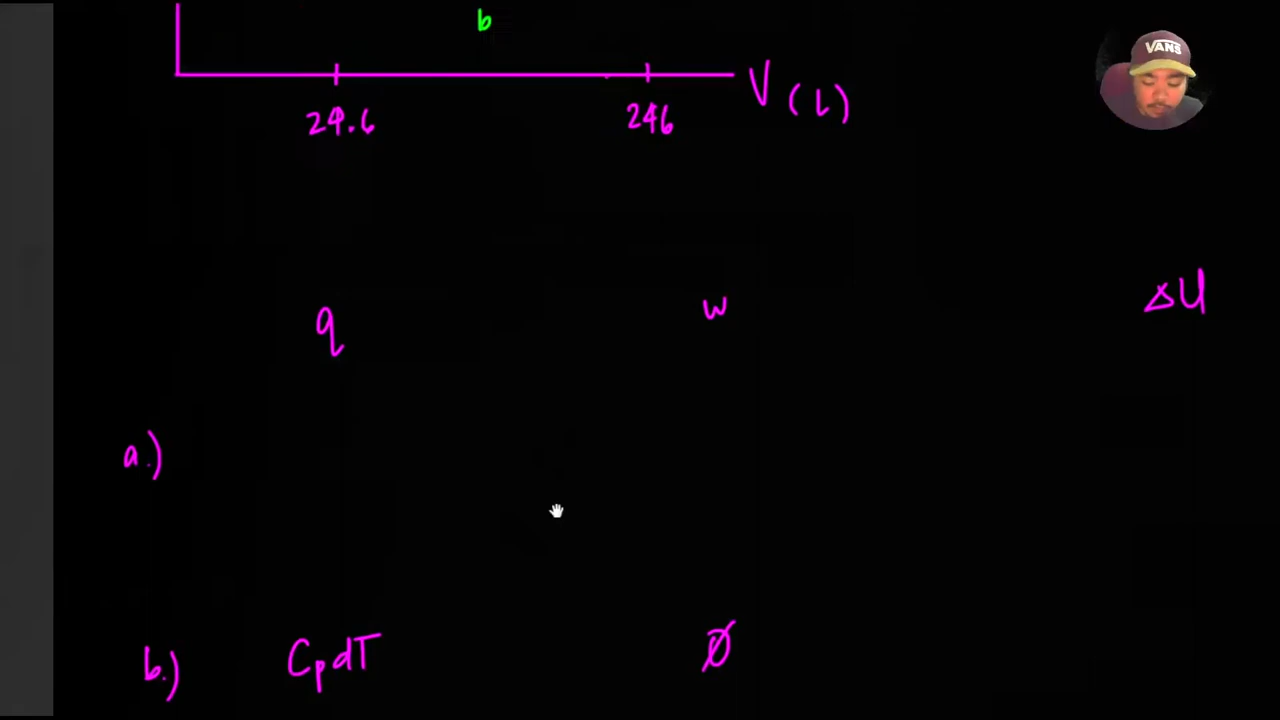 b
24.6
246
V (L)
q
w
ΔU
a.)
b.)
CpdT
Ø
VANS